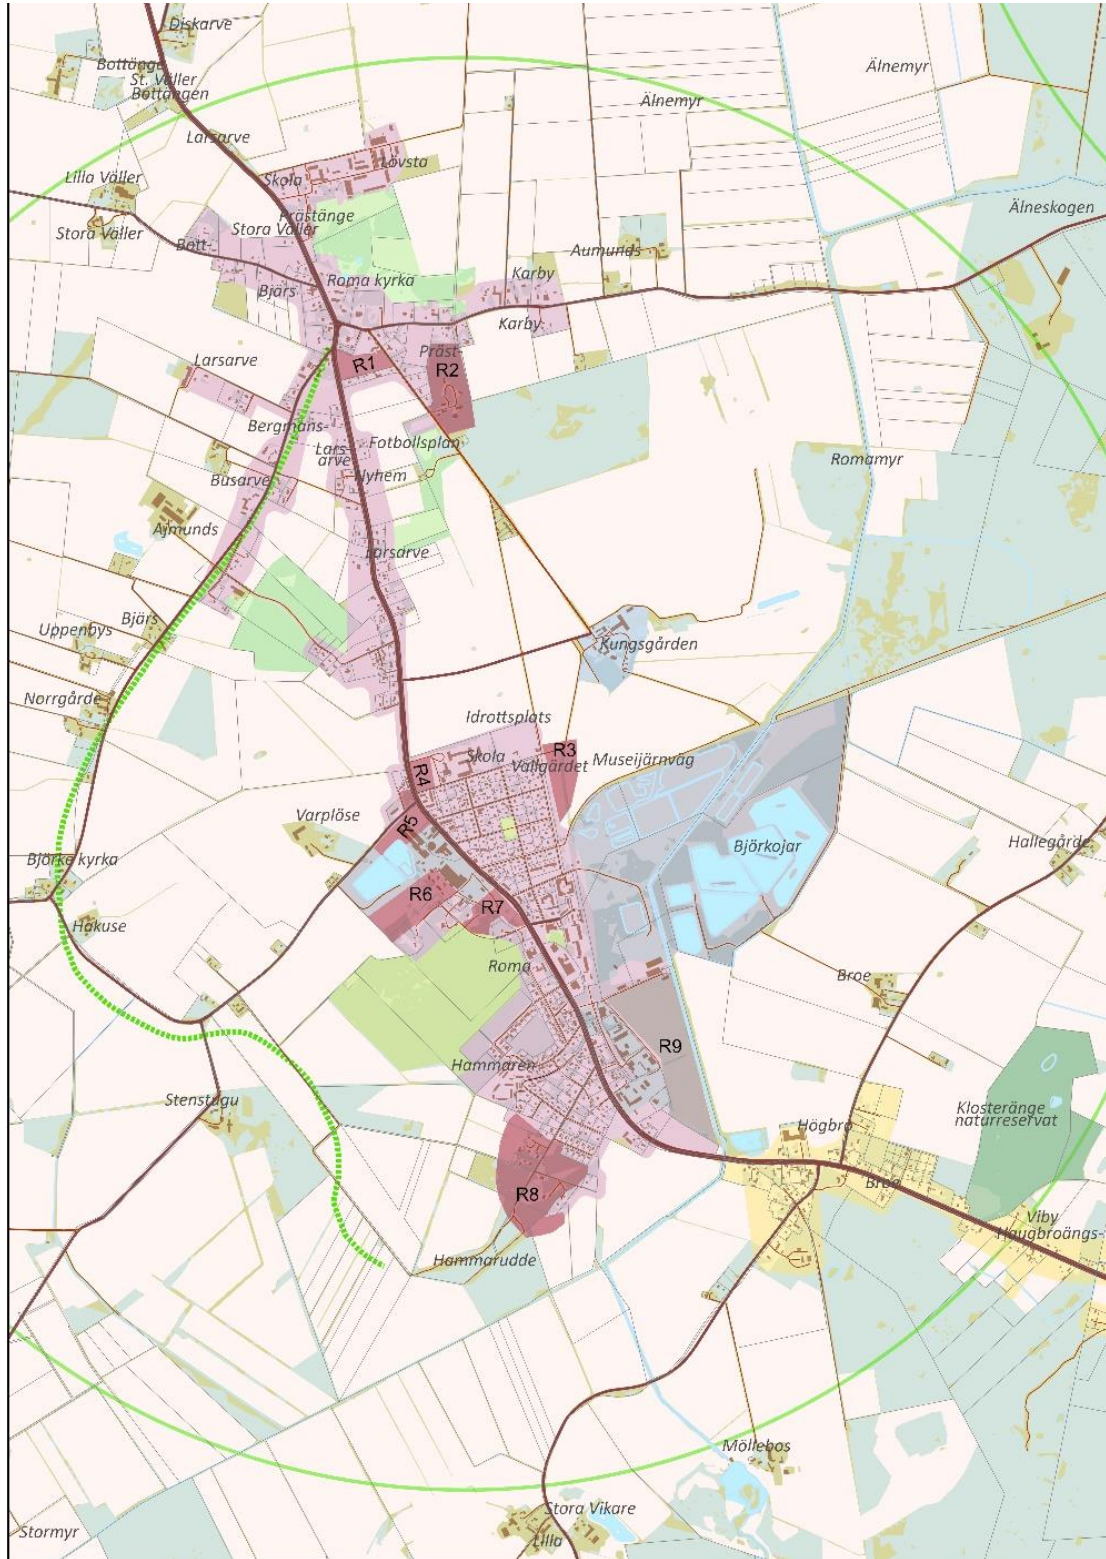 Diskarve
Bottänge
St. Väller
Bottängen
Älnemyr
Älnemyr
Larsarve
Lövsta
Skola
Lilla Väller
Prästänge
Stora Väller
Stora Väller
Älneskogen
Bott-
Aumunds
Roma kyrka
Karby
Bjärs
Karby
Präst-
Larsarve
R1
R2
Bergmans-
Lars-
arve
Fotbollsplan
Romamyr
Busarve
Nyhem
Ajmunds
Larsarve
Bjärs
Uppenbys
Kungsgården
Norrgårde
Idrottsplats
Skola
R3
Vallgärdet
Museijärnväg
R4
Varplöse
R5
Björkojar
Hallegårde
Björke kyrka
R6
R7
Hakuse
Roma
Broe
R9
Hammaren
Stenstugu
Klosteränge
naturreservat
Högbro
Broe
R8
Viby
Haugbroängs-
Hammarudde
Möllebos
Stora Vikare
Stormyr
Lilla